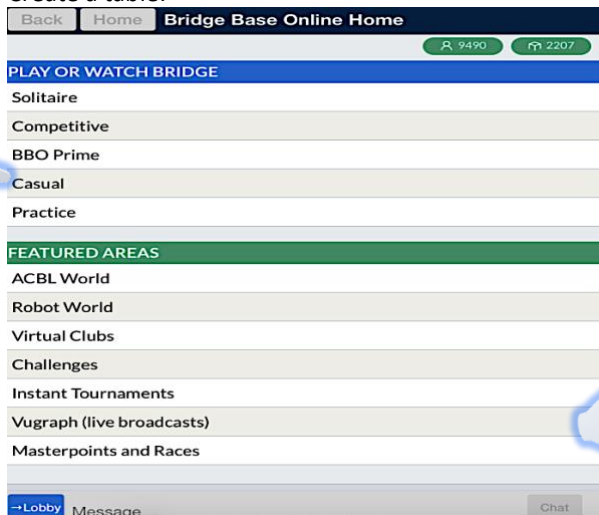 Create a table.
Back Home Bridge Base Online Home
9490 2207
PLAY OR WATCH BRIDGE
Solitaire
Competitive
BBO Prime
Casual
Practice
FEATURED AREAS
ACBL World
Robot World
Virtual Clubs
Challenges
Instant Tournaments
Vugraph (live broadcasts)
Masterpoints and Races
→Lobby Message Chat